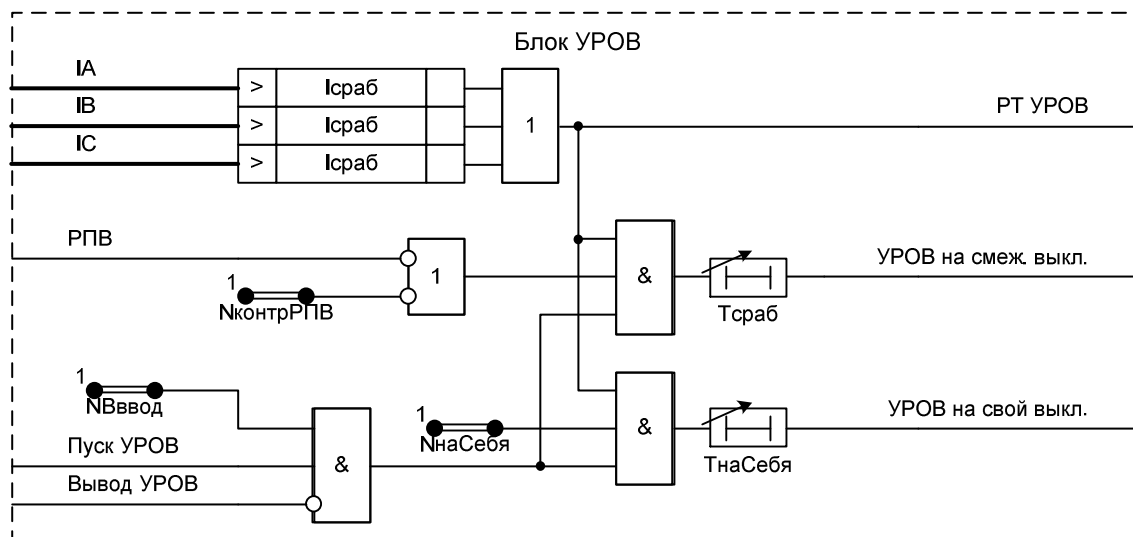 Блок УРОВ
IA
> Iсраб
IB
> Iсраб
1
РТ УРОВ
IC
> Iсраб
РПВ
1
NконтрРПВ
1
&
Tсраб
УРОВ на смеж. выкл.
1
NВввод
1
NнаСебя
&
TнаСебя
УРОВ на свой выкл.
Пуск УРОВ
Вывод УРОВ
&